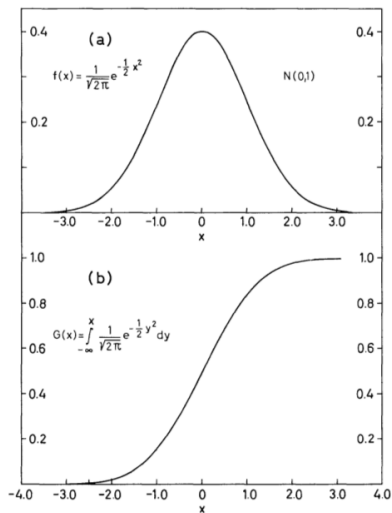 0.4 (a) 0.4
f(x)= 1/√2π e^-1/2 x² N(0,1)
0.2 0.2
-3.0 -2.0 -1.0 0 1.0 2.0 3.0
x
1.0 1.0
(b)
0.8 0.8
G(x)=∫_-∞^x 1/√2π e^-1/2 y² dy
0.6 0.6
0.4 0.4
0.2 0.2
-4.0 -3.0 -2.0 -1.0 0 1.0 2.0 3.0 4.0
x